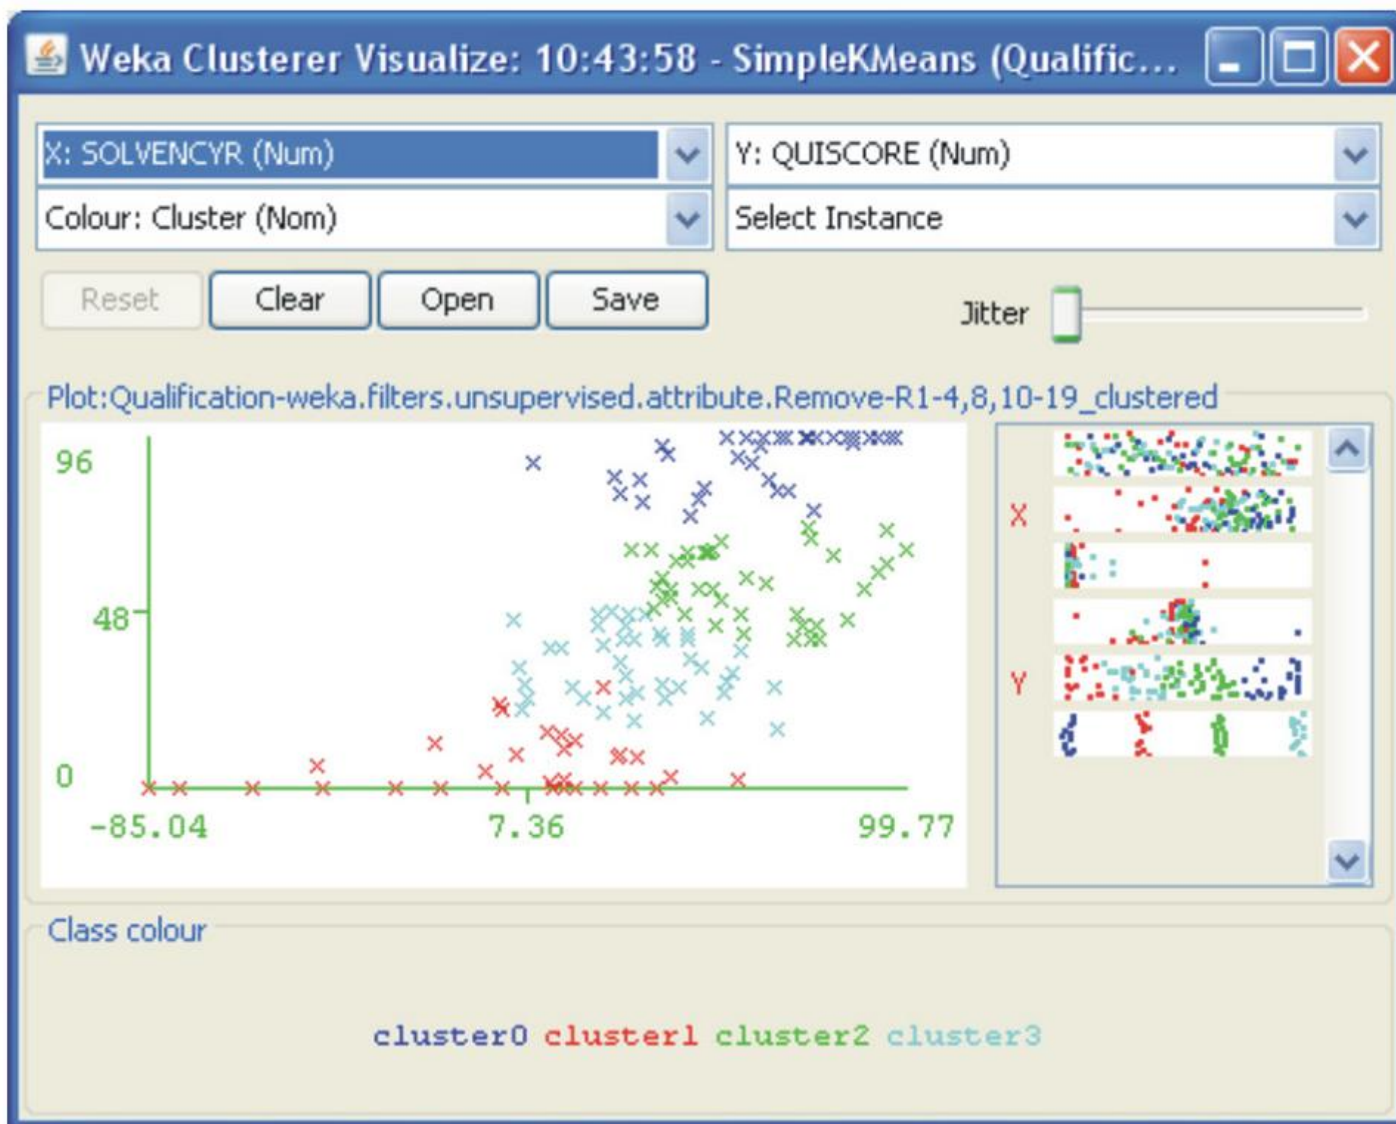 Weka Clusterer Visualize: 10:43:58 - SimpleKMeans (Qualific...
X: SOLVENCYR (Num)
Y: QUISCORE (Num)
Colour: Cluster (Nom)
Select Instance
Reset
Clear
Open
Save
Jitter
Plot:Qualification-weka.filters.unsupervised.attribute.Remove-R1-4,8,10-19_clustered
96
48
0
-85.04
7.36
99.77
X
Y
Class colour
cluster0 cluster1 cluster2 cluster3